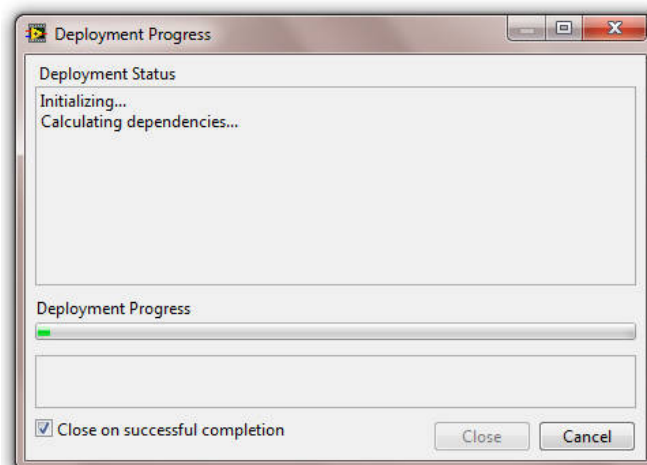 Deployment Progress
Deployment Status
Initializing...
Calculating dependencies...
Deployment Progress
Close on successful completion
Close
Cancel